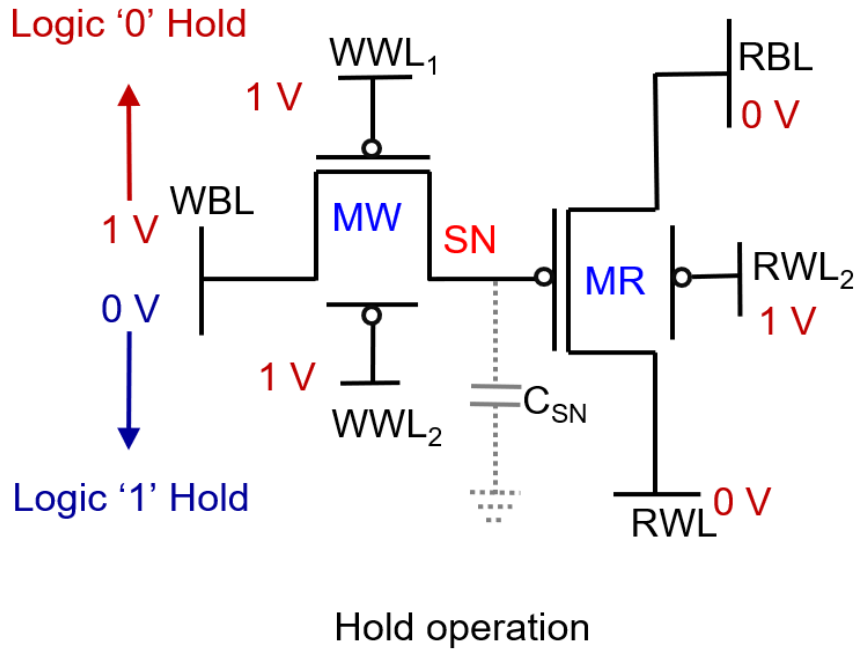 Logic ‘0’ Hold
WWL₁
1 V
RBL
0 V
WBL
1 V
MW
SN
0 V
MR
RWL₂
1 V
1 V
WWL₂
C_SN
Logic ‘1’ Hold
0 V
RWL
Hold operation